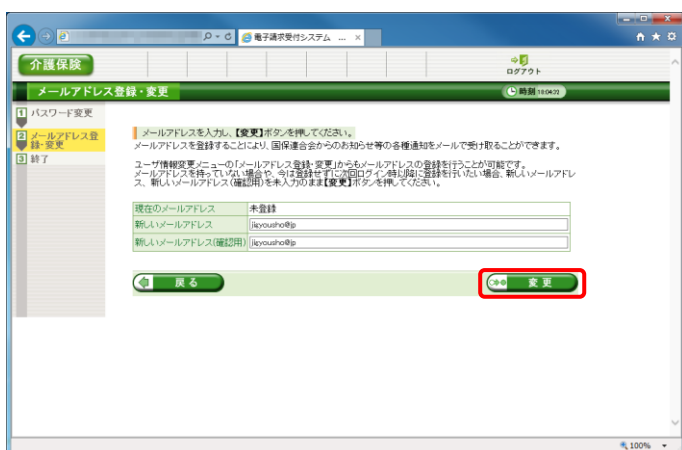 電子請求受付システム ... ×
介護保険
ログアウト
メールアドレス登録・変更
時刻 18:04:32
1 パスワード変更
2 メールアドレス登
録・変更
3 終了
メールアドレスを入力し、【変更】ボタンを押してください。
メールアドレスを登録することにより、国保連合会からのお知らせ等の各種通知をメールで受け取ることができます。
ユーザ情報変更メニューの「メールアドレス登録・変更」からもメールアドレスの登録を行うことが可能です。
メールアドレスを持っていない場合や、今は登録せずに次回ログイン時以降に登録を行いたい場合、新しいメールアドレ
ス、新しいメールアドレス(確認用)を未入力のまま【変更】ボタンを押してください。
現在のメールアドレス 未登録
新しいメールアドレス jigyousho@jp
新しいメールアドレス(確認用) jigyousho@jp
戻る
変更
100%